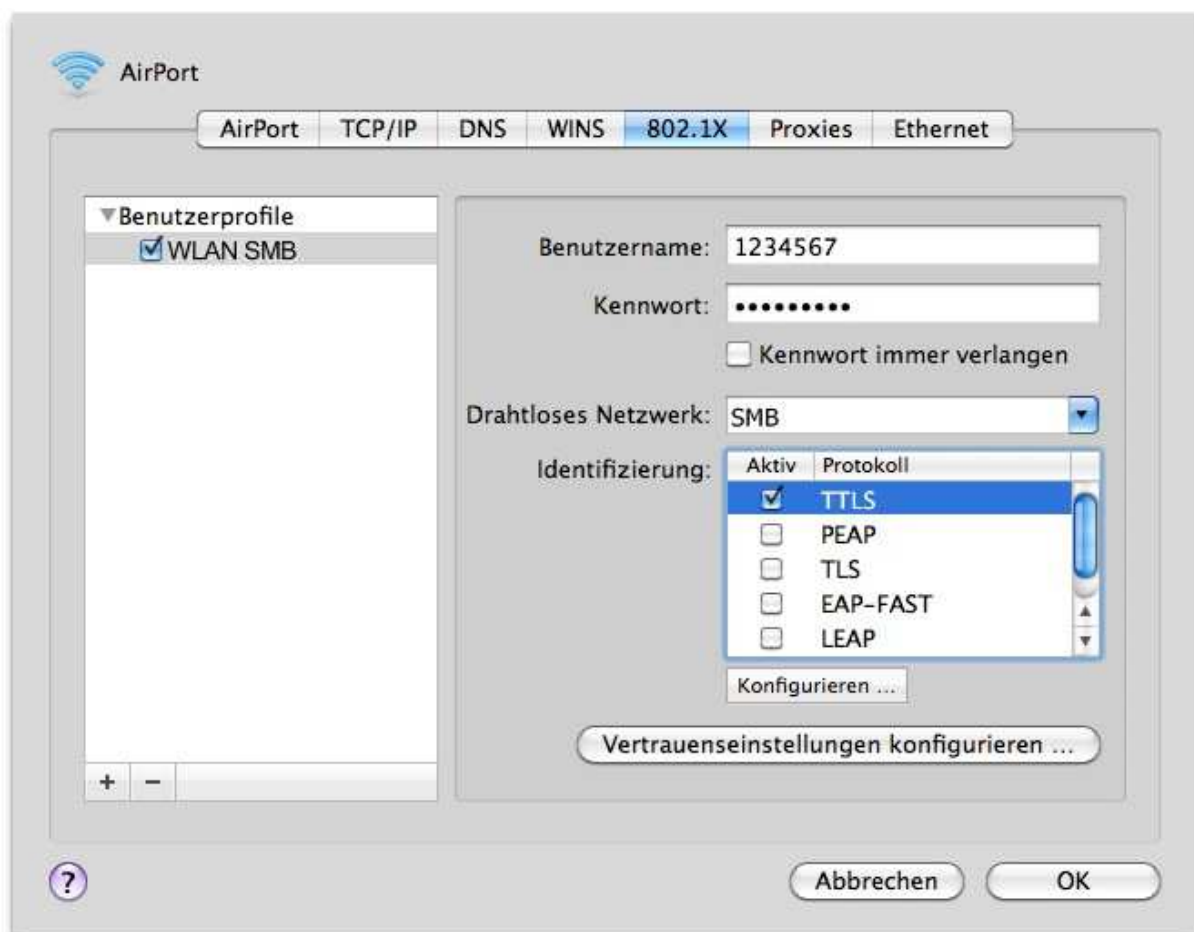 AirPort
AirPort TCP/IP DNS WINS 802.1X Proxies Ethernet
Benutzerprofile
WLAN SMB
Benutzername: 1234567
Kennwort: •••••••••
Kennwort immer verlangen
Drahtloses Netzwerk: SMB
Identifizierung: Aktiv Protokoll
TTLS
PEAP
TLS
EAP-FAST
LEAP
Konfigurieren ...
Vertrauenseinstellungen konfigurieren ...
+ −
? Abbrechen OK